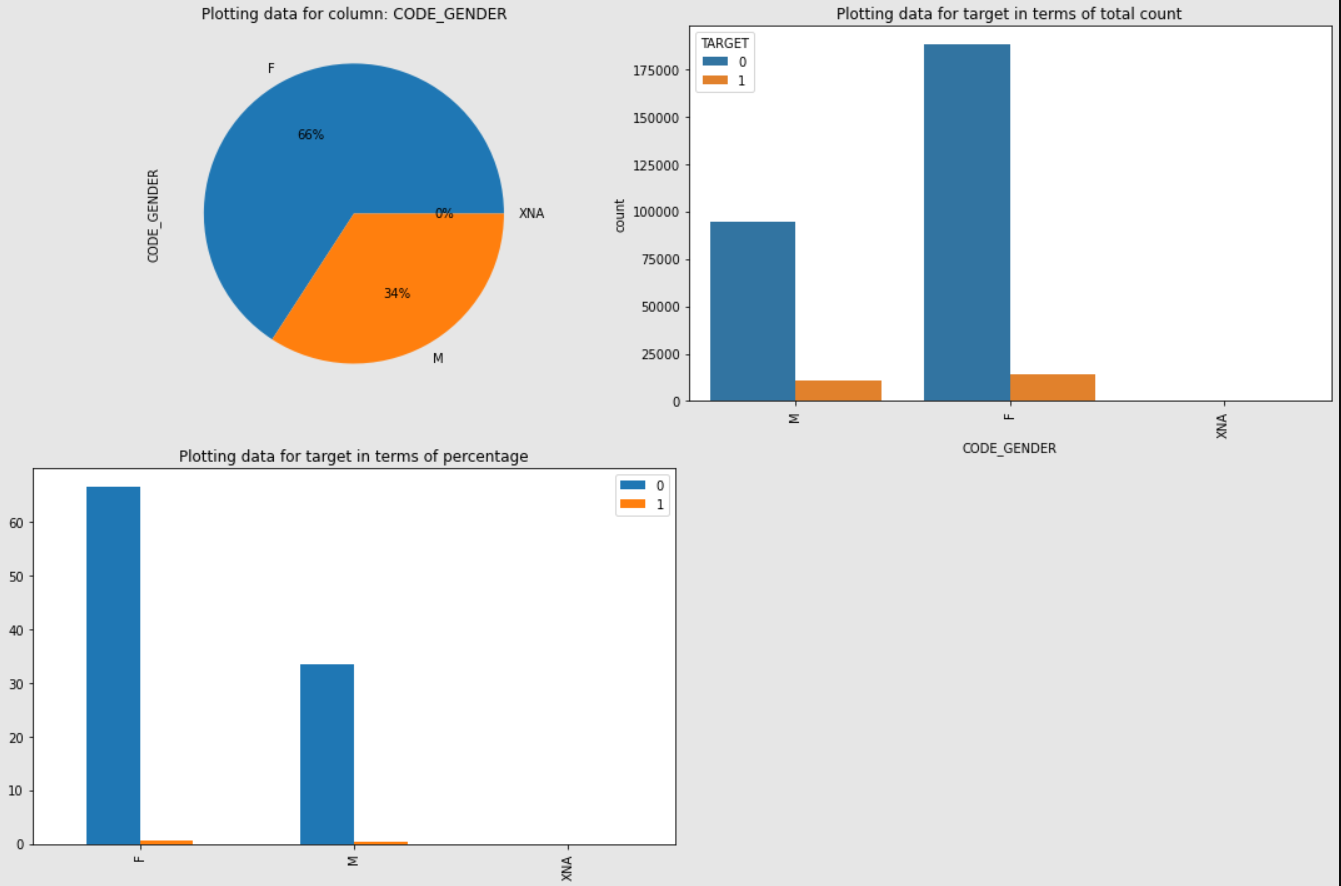 Plotting data for column: CODE_GENDER
F
66%
CODE_GENDER
0%
XNA
34%
M
Plotting data for target in terms of total count
TARGET
0
1
175000
150000
125000
100000
75000
50000
25000
0
count
M
F
XNA
CODE_GENDER
Plotting data for target in terms of percentage
0
1
60
50
40
30
20
10
0
F
M
XNA